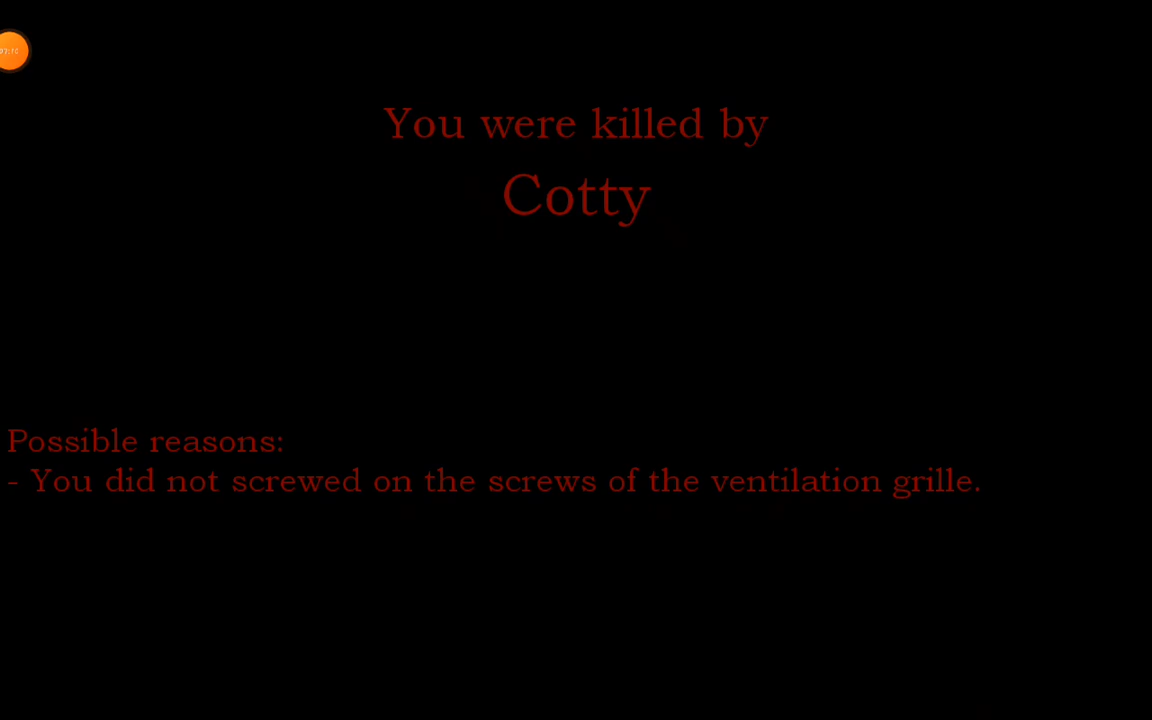 You were killed by
Cotty
Possible reasons:
- You did not screwed on the screws of the ventilation grille.